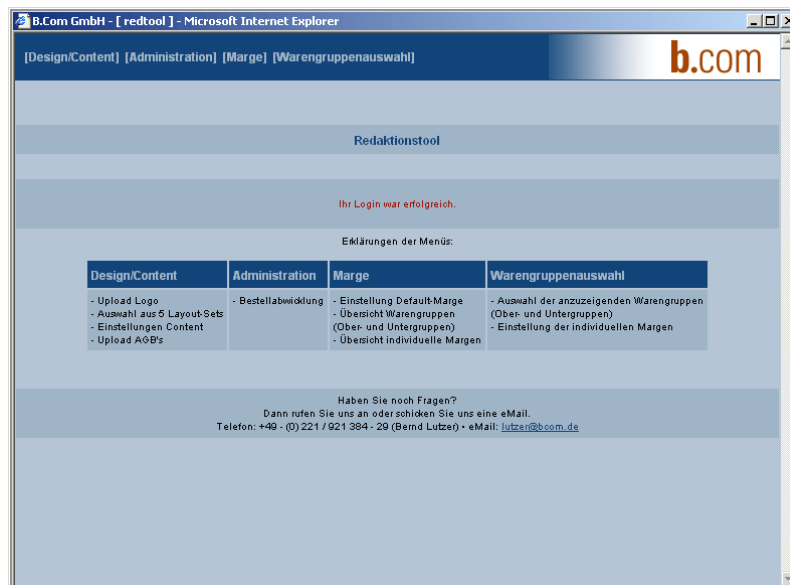 B.Com GmbH - [ redtool ] - Microsoft Internet Explorer
[Design/Content] [Administration] [Marge] [Warengruppenauswahl]
b.com
Redaktionstool
Ihr Login war erfolgreich.
Erklärungen der Menüs:
Design/Content Administration Marge Warengruppenauswahl
- Upload Logo - Bestellabwicklung - Einstellung Default-Marge - Auswahl der anzuzeigenden Warengruppen
- Auswahl aus 5 Layout-Sets - Übersicht Warengruppen (Ober- und Untergruppen)
- Einstellungen Content (Ober- und Untergruppen) - Einstellung der individuellen Margen
- Upload AGB's - Übersicht individuelle Margen
Haben Sie noch Fragen?
Dann rufen Sie uns an oder schicken Sie uns eine eMail.
Telefon: +49 - (0) 221 / 921 384 - 29 (Bernd Lutzer) • eMail: lutzer@bcom.de